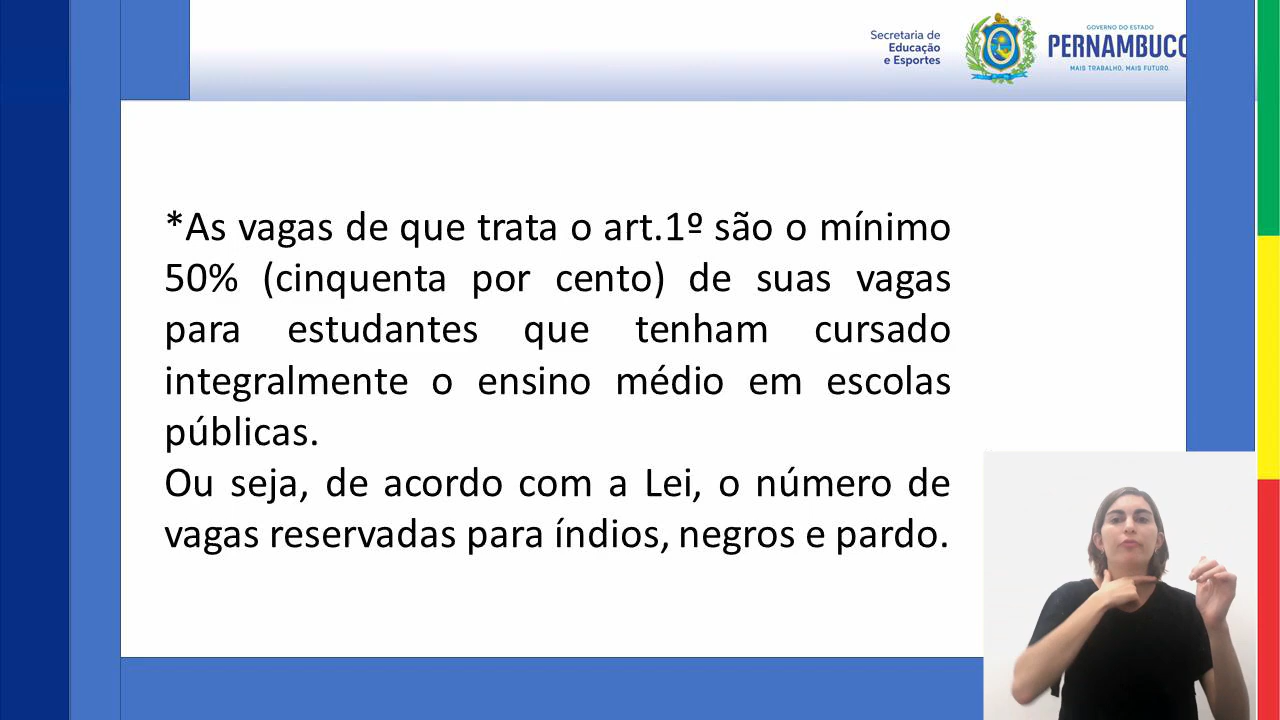 Secretaria de
Educação
e Esportes
GOVERNO DO ESTADO
PERNAMBUCO
MAIS TRABALHO, MAIS FUTURO.
*As vagas de que trata o art.1º são o mínimo
50% (cinquenta por cento) de suas vagas
para estudantes que tenham cursado
integralmente o ensino médio em escolas
públicas.
Ou seja, de acordo com a Lei, o número de
vagas reservadas para índios, negros e pardo.